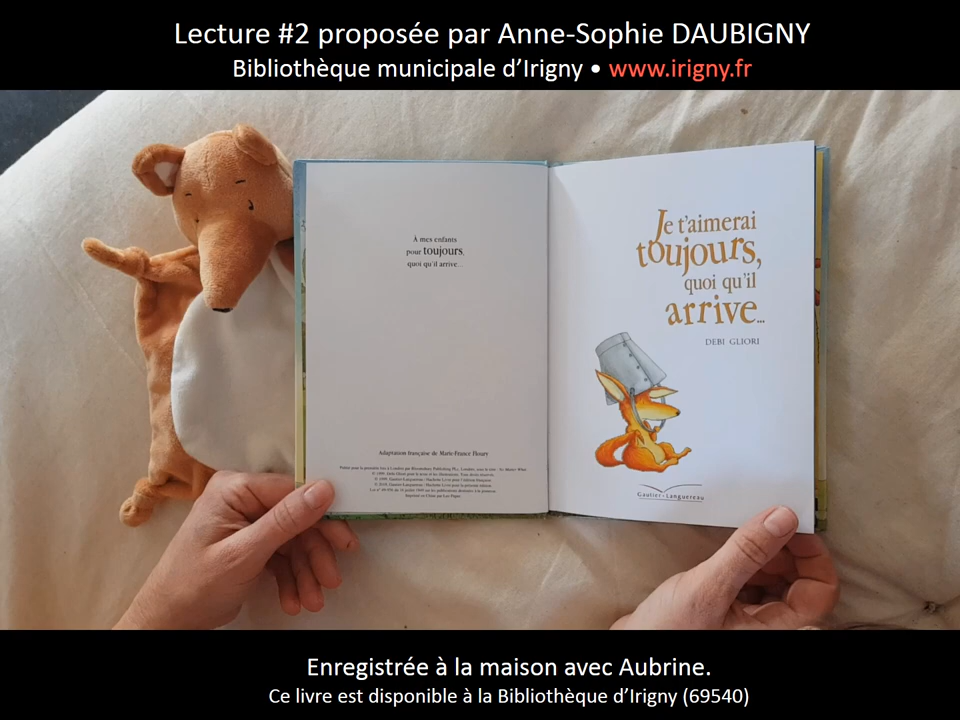 Lecture #2 proposée par Anne-Sophie DAUBIGNY
Bibliothèque municipale d’Irigny • www.irigny.fr
À mes enfants
pour toujours,
quoi qu'il arrive...
Adaptation française de Marie-France Floury
Je t'aimerai
toujours,
quoi qu'il
arrive...
DEBI GLIORI
Gautier•Languereau
Enregistrée à la maison avec Aubrine.
Ce livre est disponible à la Bibliothèque d’Irigny (69540)